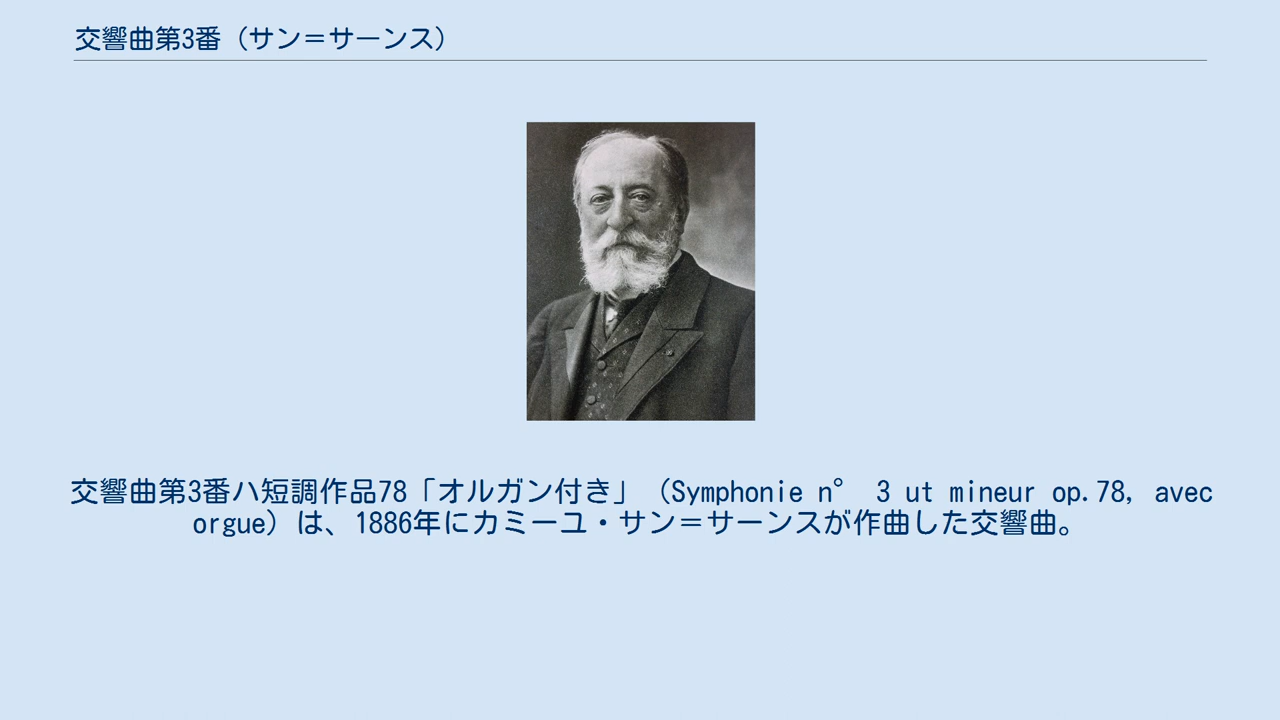 交響曲第3番（サン＝サーンス）
交響曲第3番ハ短調作品78「オルガン付き」（Symphonie n° 3 ut mineur op.78, avec
orgue）は、1886年にカミーユ・サン＝サーンスが作曲した交響曲。